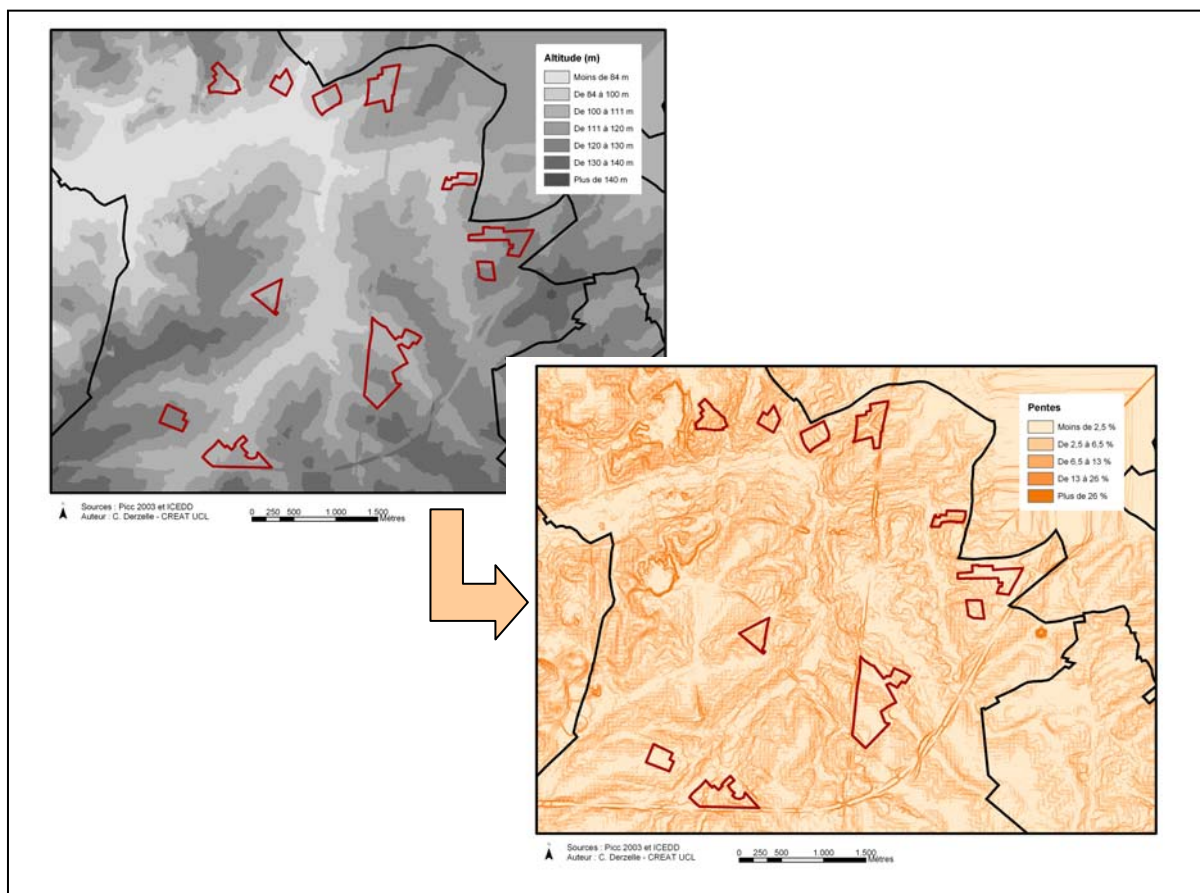 Altitude (m)
Moins de 84 m
De 84 à 100 m
De 100 à 111 m
De 111 à 120 m
De 120 à 130 m
De 130 à 140 m
Plus de 140 m
Sources : Picc 2003 et ICEDD
Auteur : C. Derzelle - CREAT UCL
0 250 500 1.000 1.500
Mètres
Pentes
Moins de 2,5 %
De 2,5 à 6,5 %
De 6,5 à 13 %
De 13 à 26 %
Plus de 26 %
Sources : Picc 2003 et ICEDD
Auteur : C. Derzelle - CREAT UCL
0 250 500 1.000 1.500
Mètres